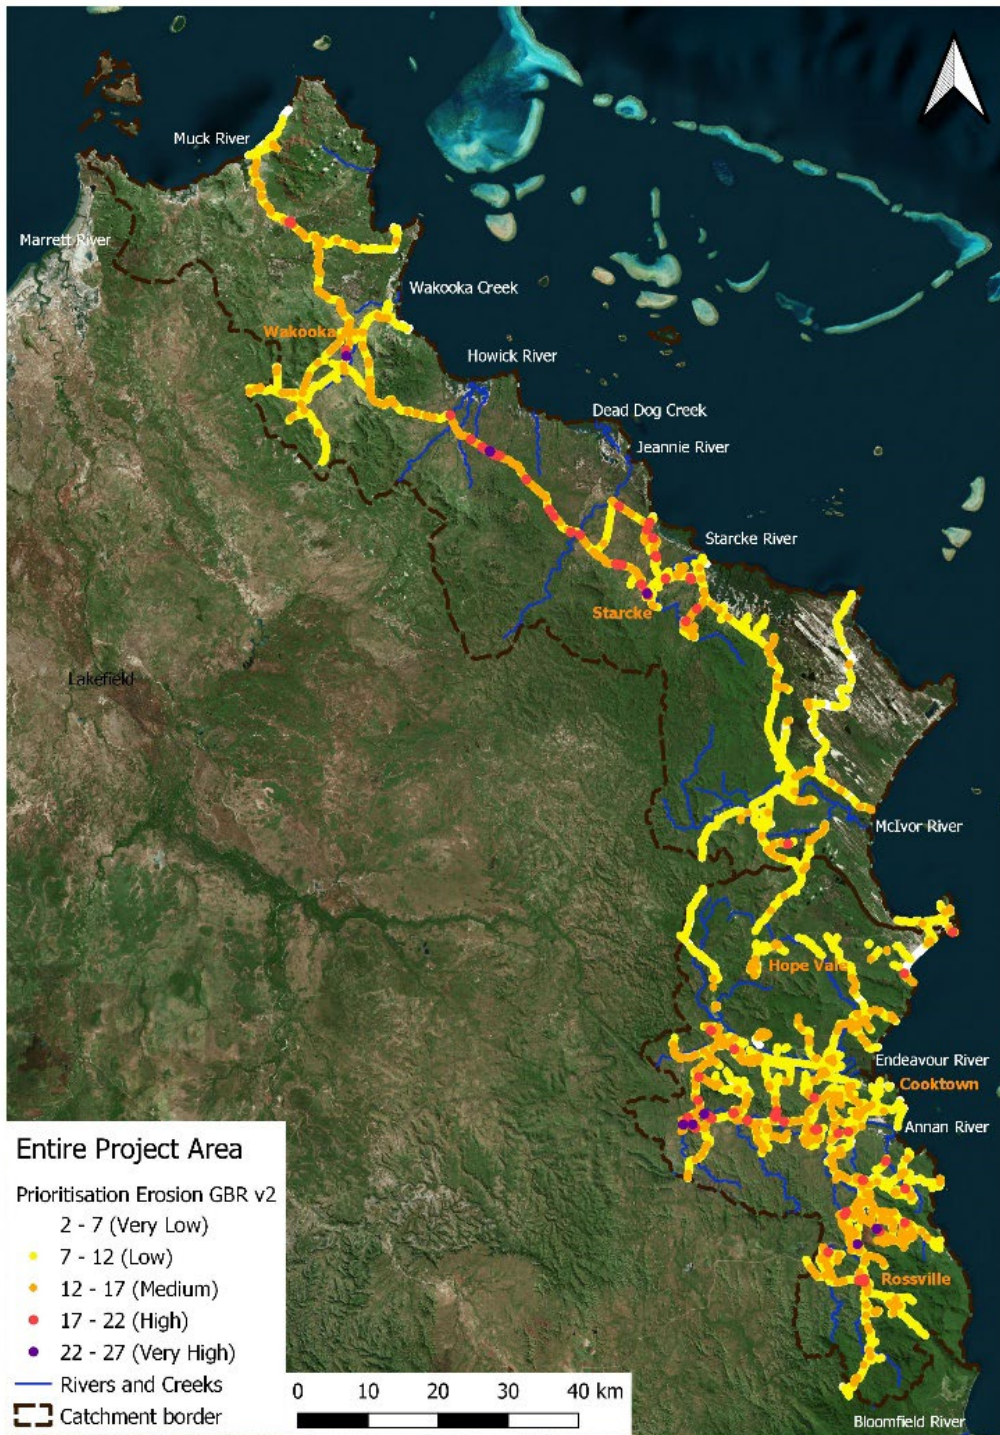 Muck River
Marrett River
Wakooka Creek
Wakooka
Howick River
Dead Dog Creek
Jeannie River
Starcke River
Starcke
Lakefield
McIvor River
Hope Vale
Endeavour River
Cooktown
Annan River
Rossville
Bloomfield River
Entire Project Area
Prioritisation Erosion GBR v2
2 - 7 (Very Low)
7 - 12 (Low)
12 - 17 (Medium)
17 - 22 (High)
22 - 27 (Very High)
Rivers and Creeks
Catchment border
0 10 20 30 40 km